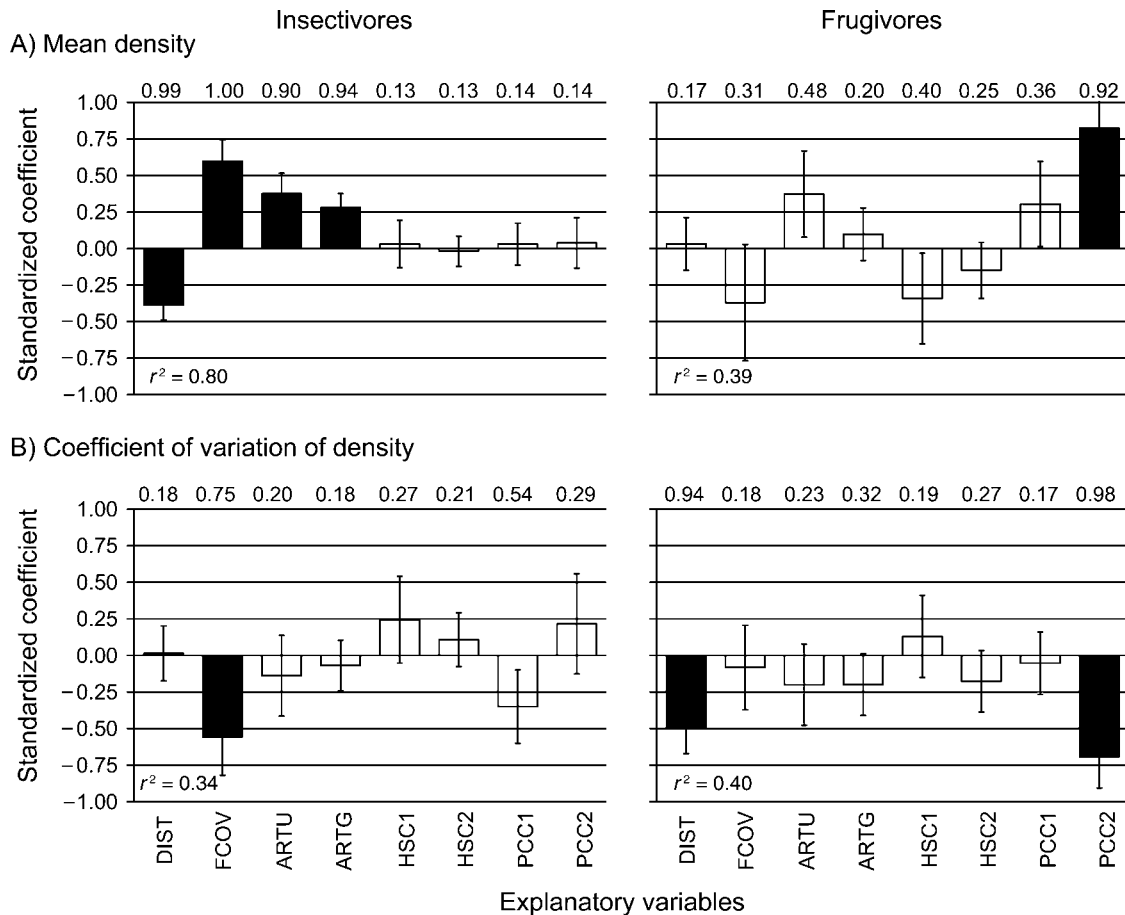 Insectivores Frugivores
A) Mean density
0.99 1.00 0.90 0.94 0.13 0.13 0.14 0.14 0.17 0.31 0.48 0.20 0.40 0.25 0.36 0.92
1.00
0.75
0.50
0.25
0.00
−0.25
−0.50
−0.75
−1.00
Standardized coefficient
r² = 0.80 r² = 0.39
B) Coefficient of variation of density
0.18 0.75 0.20 0.18 0.27 0.21 0.54 0.29 0.94 0.18 0.23 0.32 0.19 0.27 0.17 0.98
1.00
0.75
0.50
0.25
0.00
−0.25
−0.50
−0.75
−1.00
Standardized coefficient
r² = 0.34 r² = 0.40
DIST FCOV ARTU ARTG HSC1 HSC2 PCC1 PCC2 DIST FCOV ARTU ARTG HSC1 HSC2 PCC1 PCC2
Explanatory variables